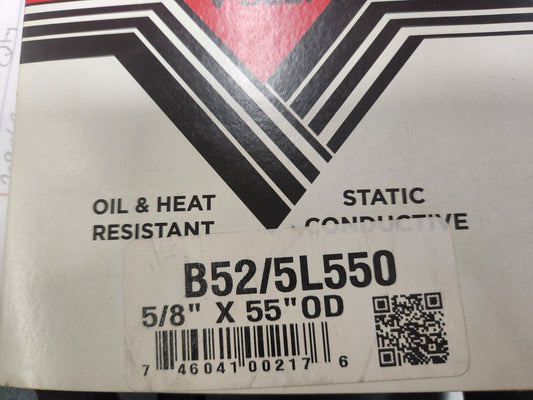 OIL & HEAT
RESISTANT
STATIC
CONDUCTIVE
B52/5L550
5/8" X 55"OD
7 46041 00217 6